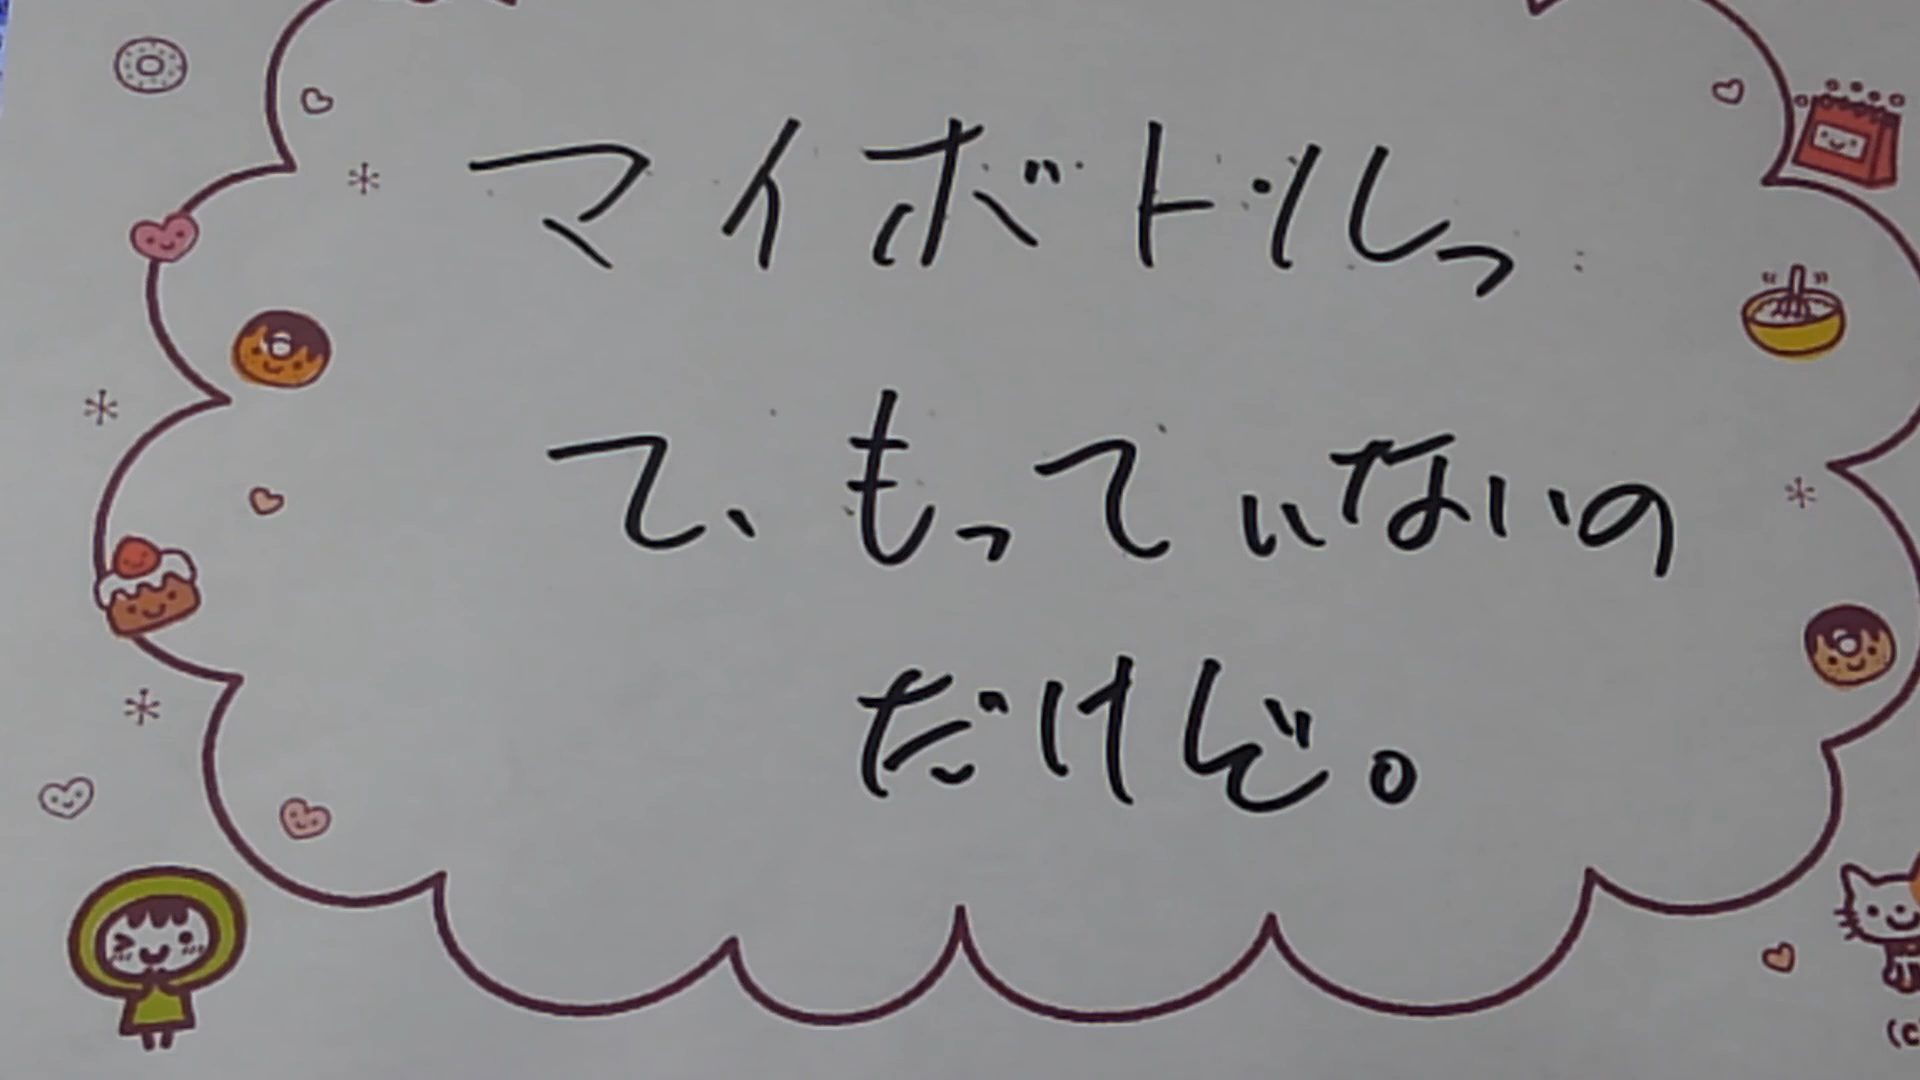 マイボトルっ
て、もっていないの
だけど。
(c